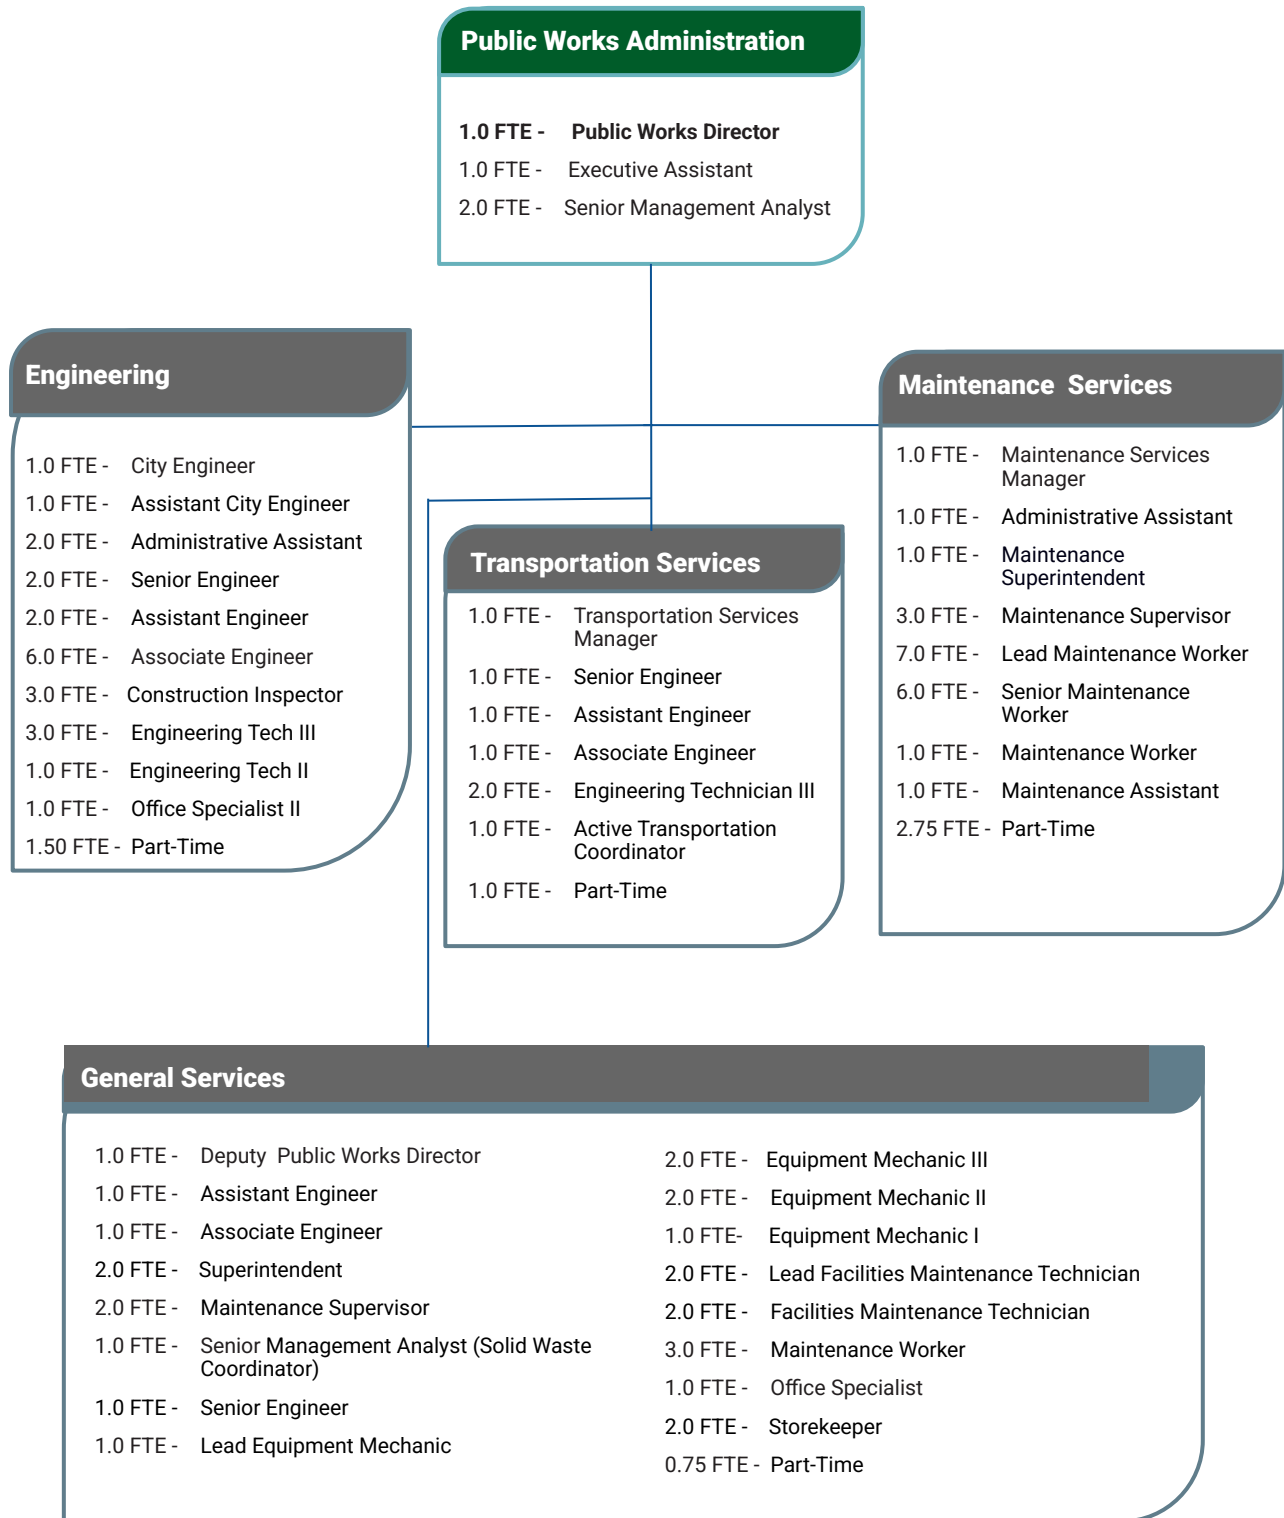 Public Works Administration
1.0 FTE - Public Works Director
1.0 FTE - Executive Assistant
2.0 FTE - Senior Management Analyst
Engineering
1.0 FTE - City Engineer
1.0 FTE - Assistant City Engineer
2.0 FTE - Administrative Assistant
2.0 FTE - Senior Engineer
2.0 FTE - Assistant Engineer
6.0 FTE - Associate Engineer
3.0 FTE - Construction Inspector
3.0 FTE - Engineering Tech III
1.0 FTE - Engineering Tech II
1.0 FTE - Office Specialist II
1.50 FTE - Part-Time
Transportation Services
1.0 FTE - Transportation Services
Manager
1.0 FTE - Senior Engineer
1.0 FTE - Assistant Engineer
1.0 FTE - Associate Engineer
2.0 FTE - Engineering Technician III
1.0 FTE - Active Transportation
Coordinator
1.0 FTE - Part-Time
Maintenance Services
1.0 FTE - Maintenance Services
Manager
1.0 FTE - Administrative Assistant
1.0 FTE - Maintenance
Superintendent
3.0 FTE - Maintenance Supervisor
7.0 FTE - Lead Maintenance Worker
6.0 FTE - Senior Maintenance
Worker
1.0 FTE - Maintenance Worker
1.0 FTE - Maintenance Assistant
2.75 FTE - Part-Time
General Services
1.0 FTE - Deputy Public Works Director
1.0 FTE - Assistant Engineer
1.0 FTE - Associate Engineer
2.0 FTE - Superintendent
2.0 FTE - Maintenance Supervisor
1.0 FTE - Senior Management Analyst (Solid Waste
Coordinator)
1.0 FTE - Senior Engineer
1.0 FTE - Lead Equipment Mechanic
2.0 FTE - Equipment Mechanic III
2.0 FTE - Equipment Mechanic II
1.0 FTE- Equipment Mechanic I
2.0 FTE - Lead Facilities Maintenance Technician
2.0 FTE - Facilities Maintenance Technician
3.0 FTE - Maintenance Worker
1.0 FTE - Office Specialist
2.0 FTE - Storekeeper
0.75 FTE - Part-Time